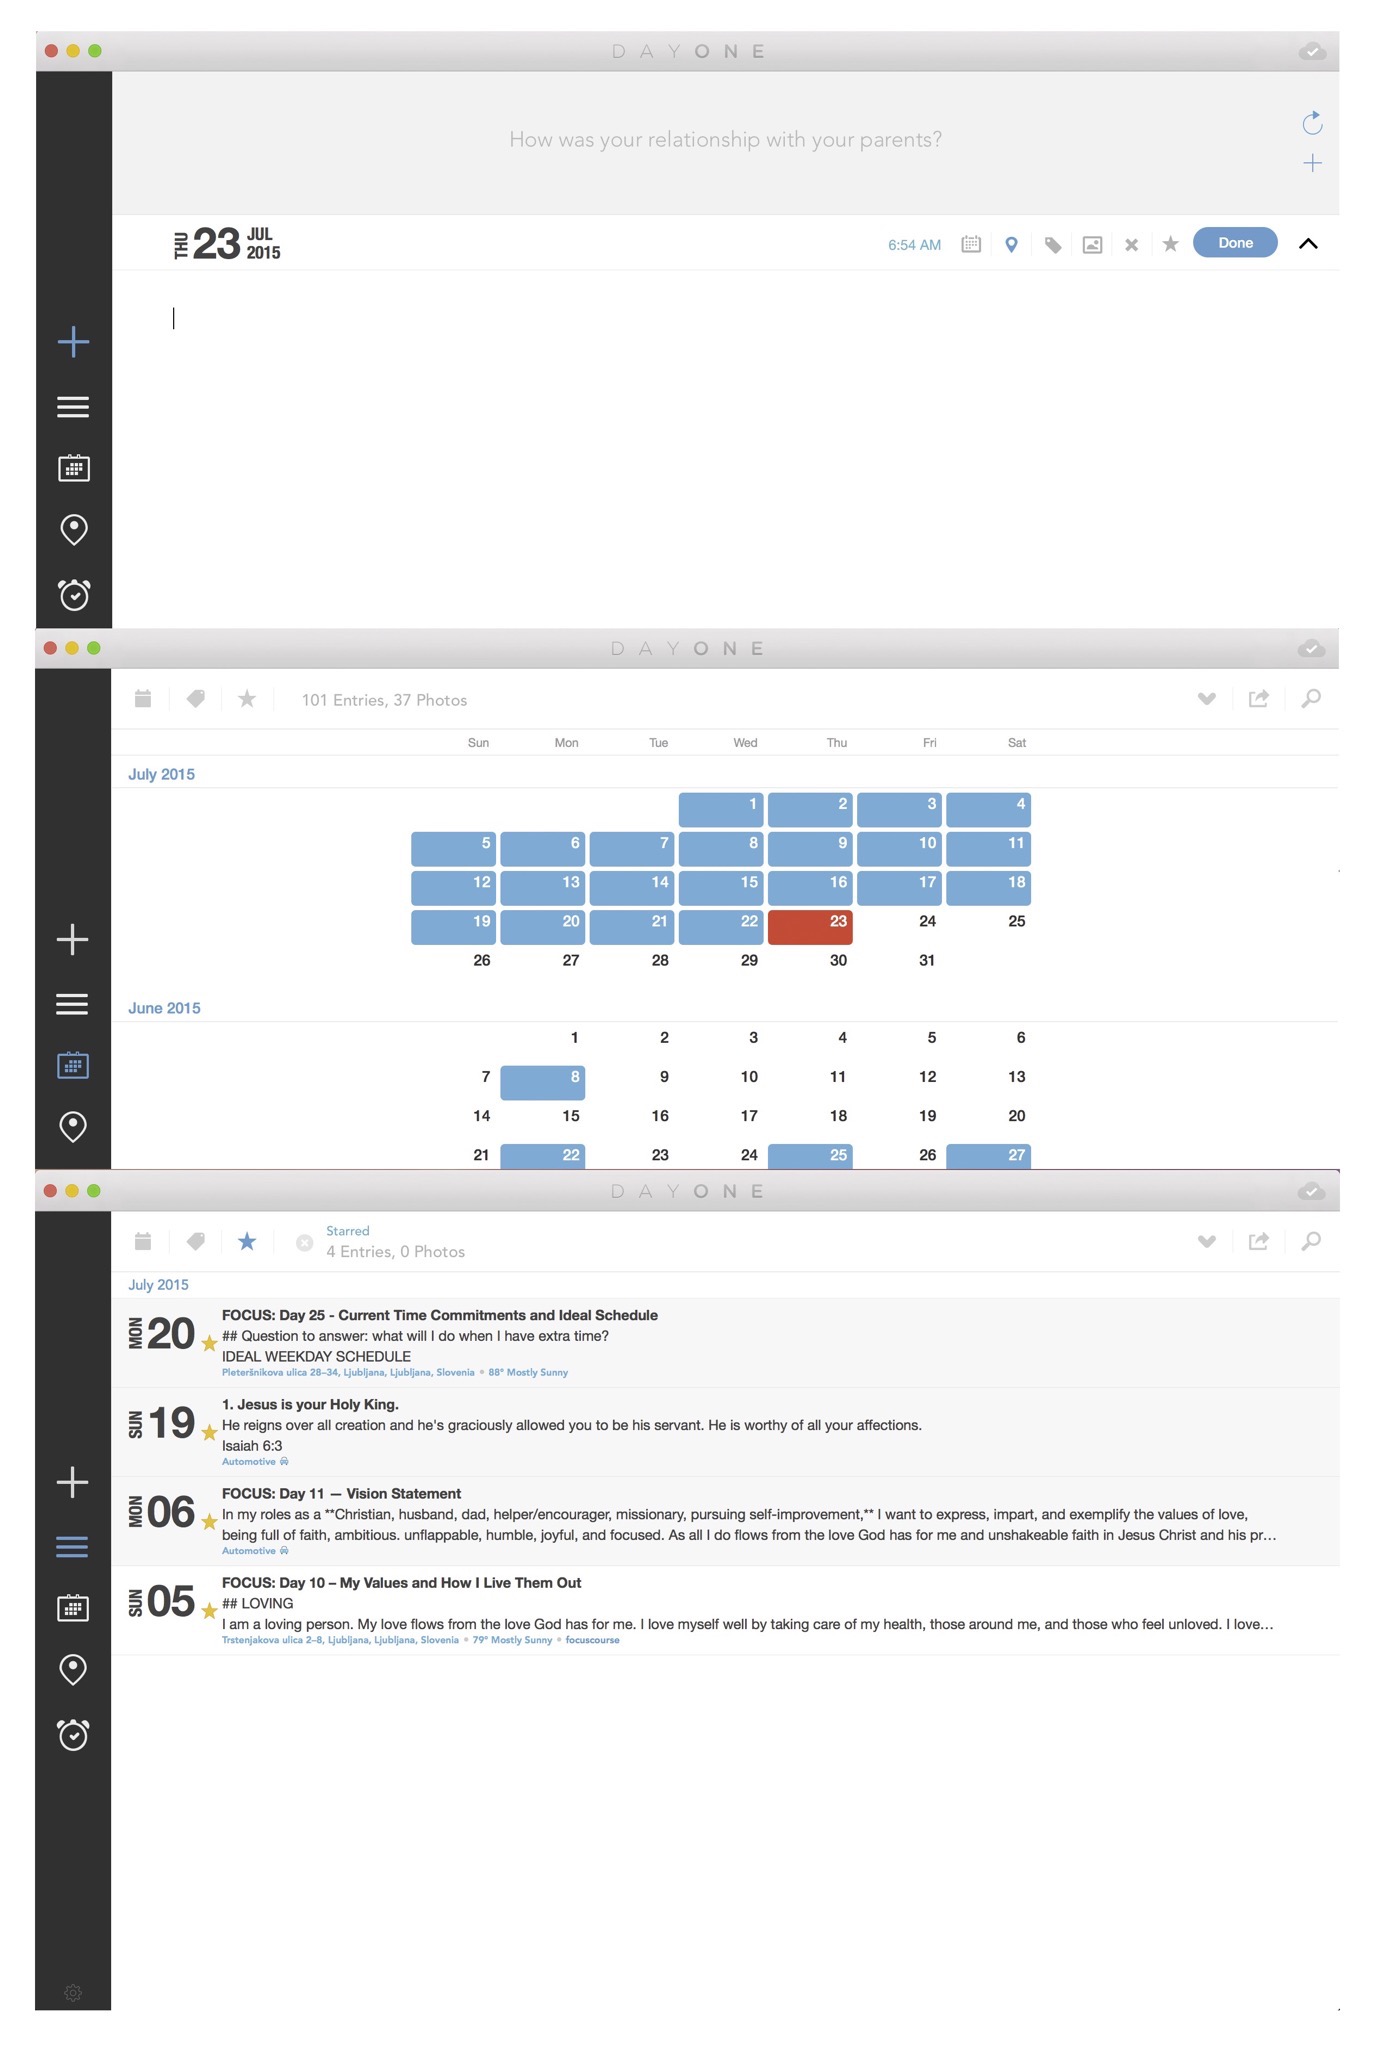 DAYONE
How was your relationship with your parents?
THU 23 JUL 2015
6:54 AM
Done
DAYONE
101 Entries, 37 Photos
Sun Mon Tue Wed Thu Fri Sat
July 2015
1 2 3 4
5 6 7 8 9 10 11
12 13 14 15 16 17 18
19 20 21 22 23 24 25
26 27 28 29 30 31
June 2015
1 2 3 4 5 6
7 8 9 10 11 12 13
14 15 16 17 18 19 20
21 22 23 24 25 26 27
DAYONE
Starred
4 Entries, 0 Photos
July 2015
MON 20
FOCUS: Day 25 - Current Time Commitments and Ideal Schedule
## Question to answer: what will I do when I have extra time?
IDEAL WEEKDAY SCHEDULE
Pleteršnikova ulica 28–34, Ljubljana, Ljubljana, Slovenia • 88° Mostly Sunny
SUN 19
1. Jesus is your Holy King.
He reigns over all creation and he's graciously allowed you to be his servant. He is worthy of all your affections.
Isaiah 6:3
Automotive
MON 06
FOCUS: Day 11 — Vision Statement
In my roles as a **Christian, husband, dad, helper/encourager, missionary, pursuing self-improvement,** I want to express, impart, and exemplify the values of love,
being full of faith, ambitious. unflappable, humble, joyful, and focused. As all I do flows from the love God has for me and unshakeable faith in Jesus Christ and his pr...
Automotive
SUN 05
FOCUS: Day 10 – My Values and How I Live Them Out
## LOVING
I am a loving person. My love flows from the love God has for me. I love myself well by taking care of my health, those around me, and those who feel unloved. I love...
Trstenjakova ulica 2–8, Ljubljana, Ljubljana, Slovenia • 79° Mostly Sunny • focuscourse